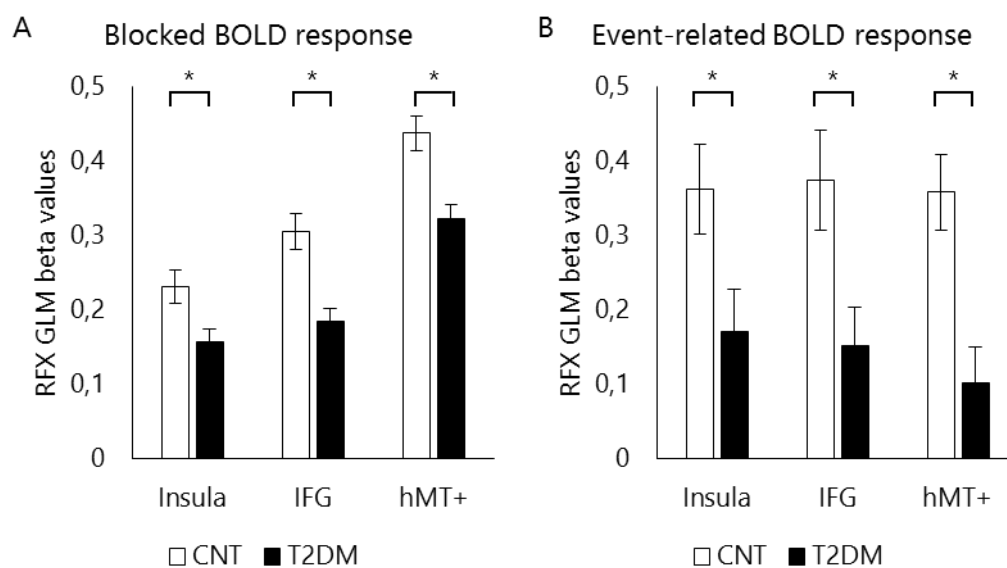 A
Blocked BOLD response
RFX GLM beta values
0,5
0,4
0,3
0,2
0,1
0
* * *
Insula IFG hMT+
CNT T2DM
B
Event-related BOLD response
RFX GLM beta values
0,5
0,4
0,3
0,2
0,1
0
* * *
Insula IFG hMT+
CNT T2DM